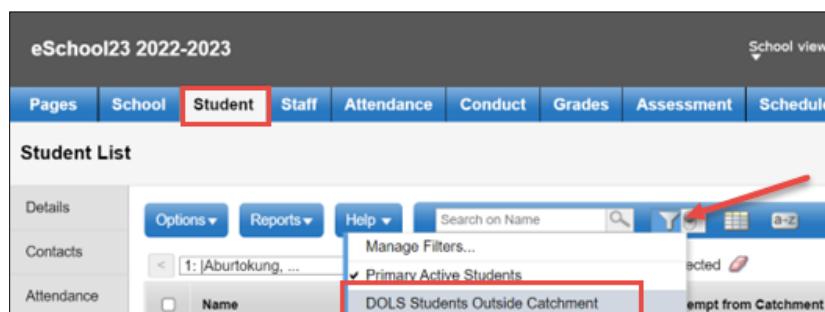 eSchool23 2022-2023
School view
Pages School Student Staff Attendance Conduct Grades Assessment Schedule
Student List
Details
Options Reports Help Search on Name a-z
Contacts
Manage Filters...
< 1: |Aburtokung, ... ected
Primary Active Students
Attendance
Name DOLS Students Outside Catchment empt from Catchment